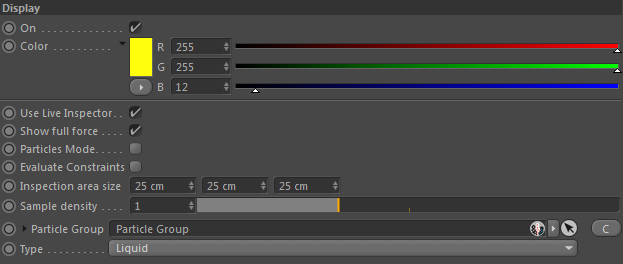 Display
On . . . . . . . . . . .
Color . . . . . . . . . R 255
G 255
B 12
Use Live Inspector. .
Show full force . . . .
Particles Mode. . . .
Evaluate Constraints
Inspection area size 25 cm 25 cm 25 cm
Sample density . . . . 1
Particle Group Particle Group C
Type . . . . . . . . . . Liquid